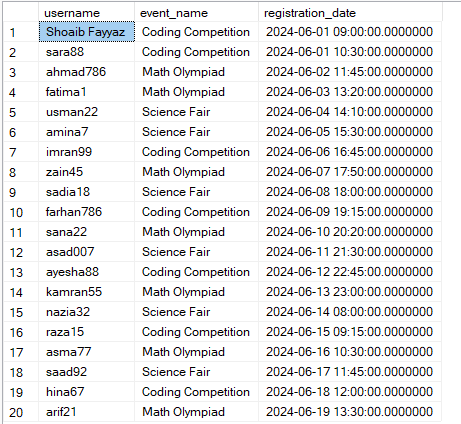 username event_name registration_date
1 Shoaib Fayyaz Coding Competition 2024-06-01 09:00:00.0000000
2 sara88 Coding Competition 2024-06-01 10:30:00.0000000
3 ahmad786 Math Olympiad 2024-06-02 11:45:00.0000000
4 fatima1 Math Olympiad 2024-06-03 13:20:00.0000000
5 usman22 Science Fair 2024-06-04 14:10:00.0000000
6 amina7 Science Fair 2024-06-05 15:30:00.0000000
7 imran99 Coding Competition 2024-06-06 16:45:00.0000000
8 zain45 Math Olympiad 2024-06-07 17:50:00.0000000
9 sadia18 Science Fair 2024-06-08 18:00:00.0000000
10 farhan786 Coding Competition 2024-06-09 19:15:00.0000000
11 sana22 Math Olympiad 2024-06-10 20:20:00.0000000
12 asad007 Science Fair 2024-06-11 21:30:00.0000000
13 ayesha88 Coding Competition 2024-06-12 22:45:00.0000000
14 kamran55 Math Olympiad 2024-06-13 23:00:00.0000000
15 nazia32 Science Fair 2024-06-14 08:00:00.0000000
16 raza15 Coding Competition 2024-06-15 09:15:00.0000000
17 asma77 Math Olympiad 2024-06-16 10:30:00.0000000
18 saad92 Science Fair 2024-06-17 11:45:00.0000000
19 hina67 Coding Competition 2024-06-18 12:00:00.0000000
20 arif21 Math Olympiad 2024-06-19 13:30:00.0000000